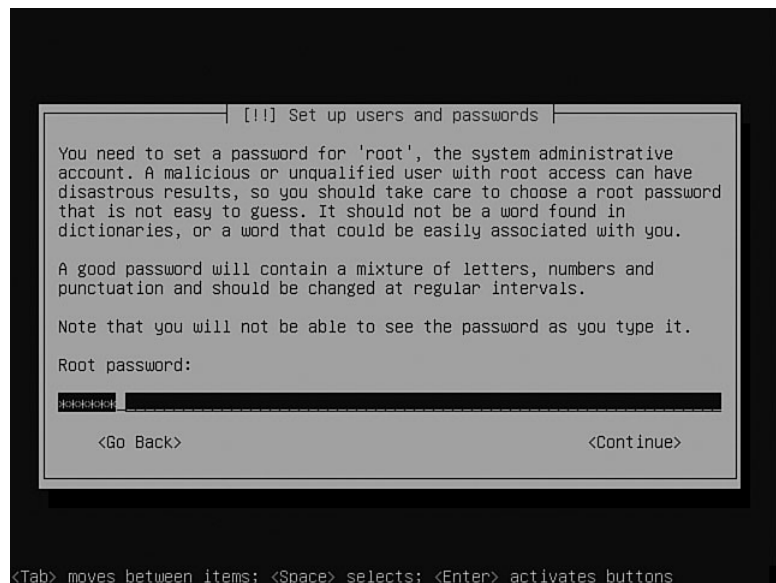 [!!] Set up users and passwords
You need to set a password for 'root', the system administrative
account. A malicious or unqualified user with root access can have
disastrous results, so you should take care to choose a root password
that is not easy to guess. It should not be a word found in
dictionaries, or a word that could be easily associated with you.
A good password will contain a mixture of letters, numbers and
punctuation and should be changed at regular intervals.
Note that you will not be able to see the password as you type it.
Root password:
******
<Go Back> <Continue>
<Tab> moves between items; <Space> selects; <Enter> activates buttons